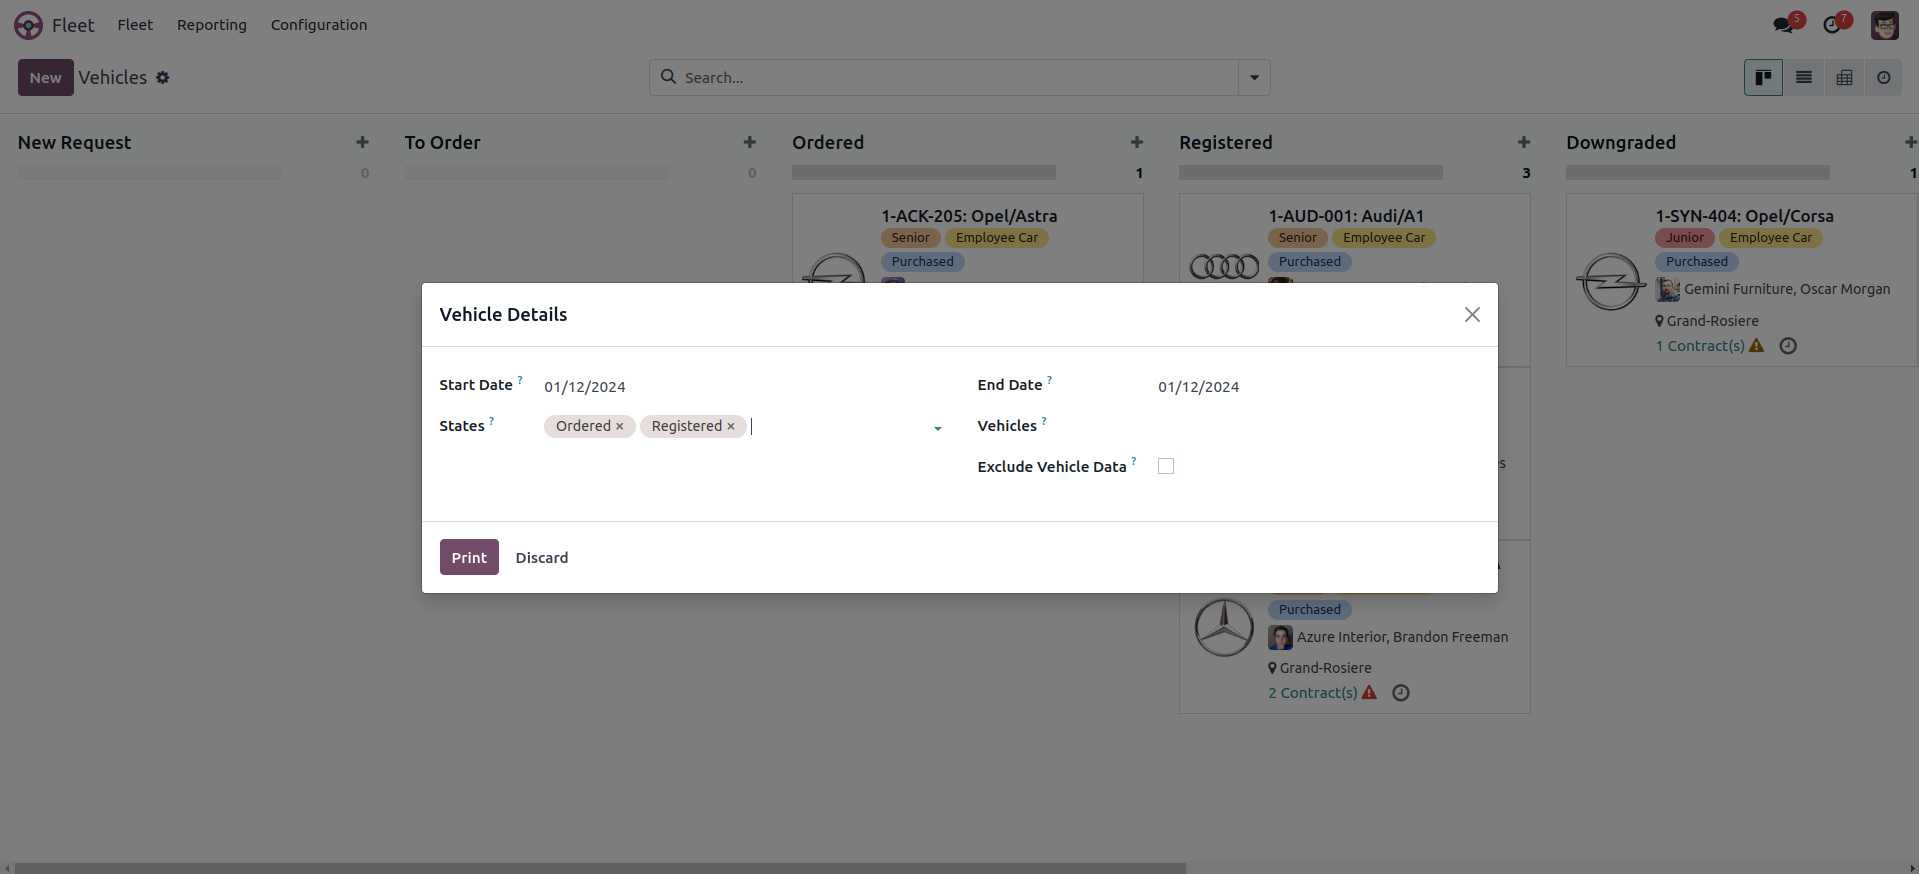 Fleet Fleet Reporting Configuration 5 7
New Vehicles Search...
New Request To Order Ordered Registered Downgraded
0 0 1 3 1
1-ACK-205: Opel/Astra 1-AUD-001: Audi/A1 1-SYN-404: Opel/Corsa
Senior Employee Car Senior Employee Car Junior Employee Car
Purchased Purchased Purchased
Gemini Furniture, Oscar Morgan
Grand-Rosiere
1 Contract(s)
Vehicle Details
Start Date ? 01/12/2024 End Date ? 01/12/2024
States ? Ordered × Registered × Vehicles ?
Exclude Vehicle Data ?
Print Discard
Purchased
Azure Interior, Brandon Freeman
Grand-Rosiere
2 Contract(s)